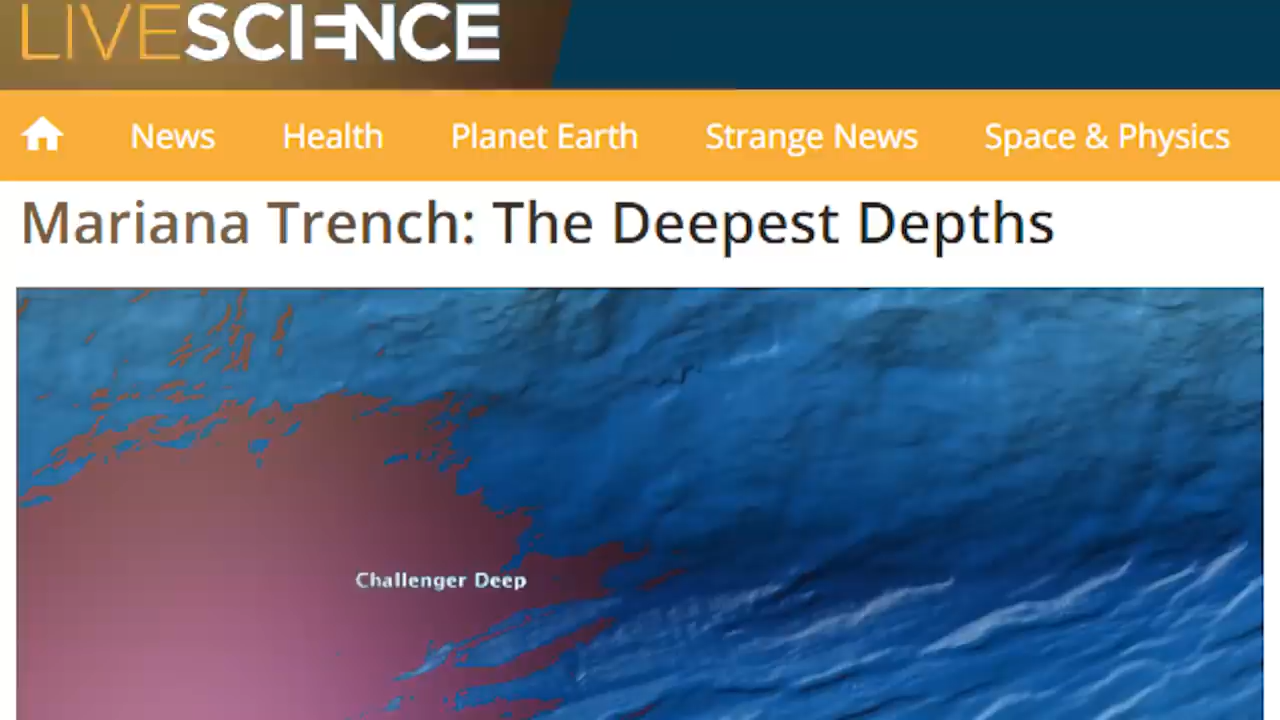 LIVESCIENCE
News Health Planet Earth Strange News Space & Physics
Mariana Trench: The Deepest Depths
Challenger Deep